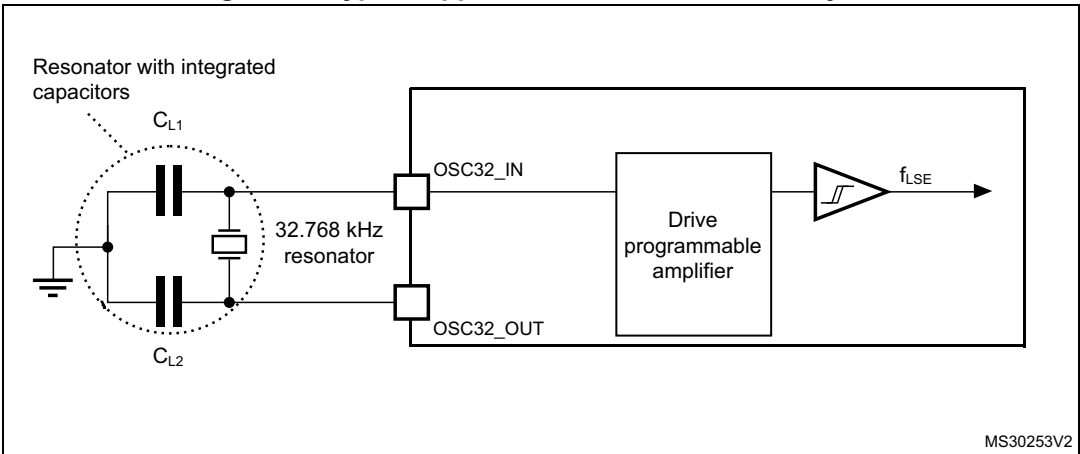 Resonator with integrated
capacitors
CL1
OSC32_IN
fLSE
32.768 kHz
resonator
Drive
programmable
amplifier
OSC32_OUT
CL2
MS30253V2